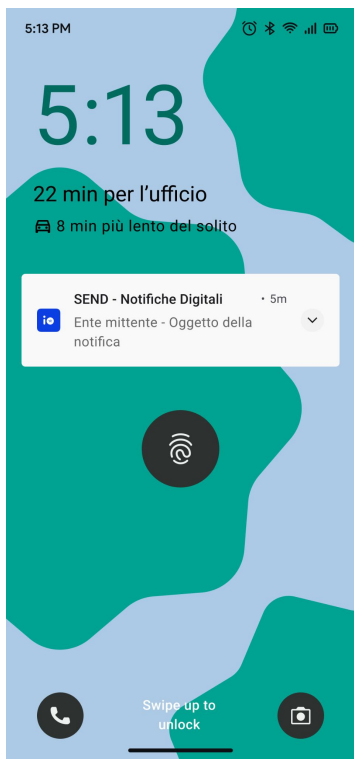 5:13 PM
5:13
22 min per l’ufficio
8 min più lento del solito
SEND - Notifiche Digitali • 5m
io
Ente mittente - Oggetto della
notifica
Swipe up to
unlock